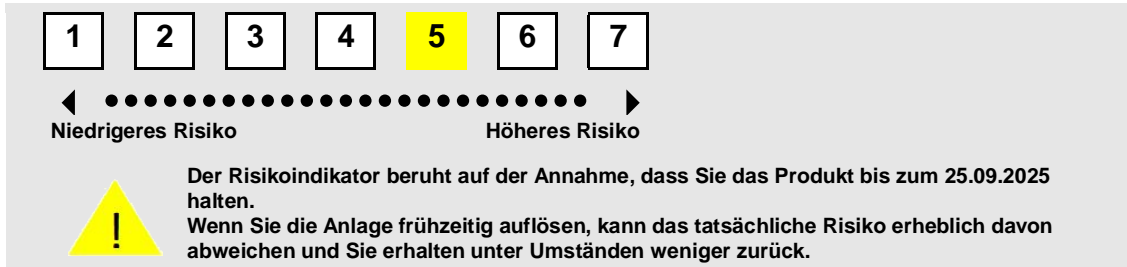 1 2 3 4 5 6 7
Niedrigeres Risiko Höheres Risiko
Der Risikoindikator beruht auf der Annahme, dass Sie das Produkt bis zum 25.09.2025
halten.
Wenn Sie die Anlage frühzeitig auflösen, kann das tatsächliche Risiko erheblich davon
abweichen und Sie erhalten unter Umständen weniger zurück.
!